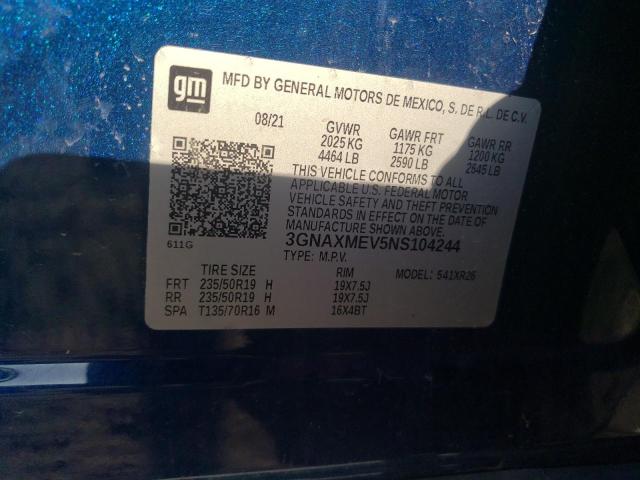 gm
MFD BY GENERAL MOTORS DE MEXICO, S. DE R.L. DE C.V.
08/21 GVWR GAWR FRT GAWR RR
2025 KG 1175 KG 1200 KG
4464 LB 2590 LB 2645 LB
THIS VEHICLE CONFORMS TO ALL
APPLICABLE U.S. FEDERAL MOTOR
VEHICLE SAFETY AND THEFT PREVENTION
STANDARDS IN EFFECT ON THE DATE OF
MANUFACTURE SHOWN ABOVE.
611G
3GNAXMEV5NS104244
TYPE: M.P.V. MODEL: 541XR26
TIRE SIZE RIM
FRT 235/50R19 H 19X7.5J
RR 235/50R19 H 19X7.5J
SPA T135/70R16 M 16X4BT